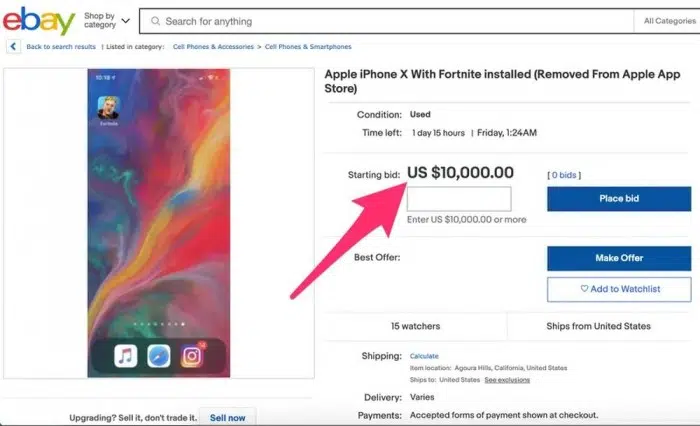 ebay
Shop by
category
Search for anything
All Categories
Back to search results | Listed in category: Cell Phones & Accessories > Cell Phones & Smartphones
Apple iPhone X With Fortnite installed (Removed From Apple App
Store)
10:18
Fortnite
Condition: Used
Time left: 1 day 15 hours | Friday, 1:24AM
Starting bid: US $10,000.00 [ 0 bids ]
Place bid
Enter US $10,000.00 or more
Best Offer: Make Offer
Add to Watchlist
15 watchers Ships from United States
Shipping: Calculate
Item location: Agoura Hills, California, United States
Ships to: United States See exclusions
Delivery: Varies
Payments: Accepted forms of payment shown at checkout.
Upgrading? Sell it, don't trade it. Sell now